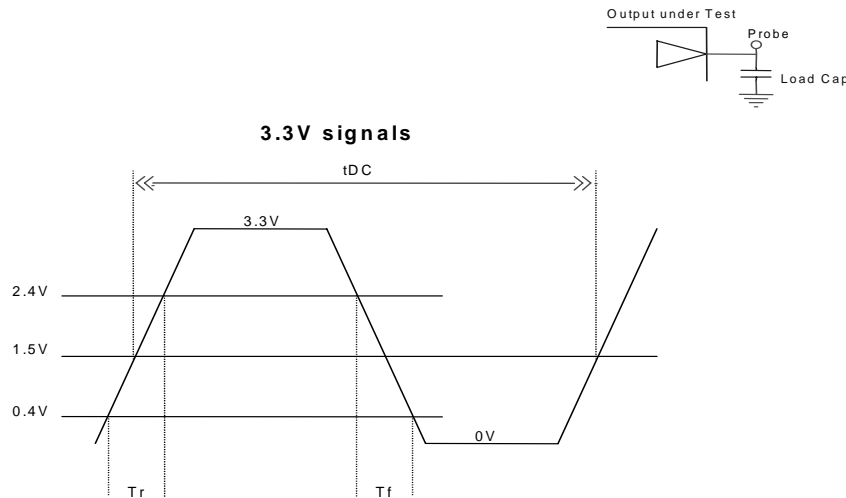 Output under Test
Probe
Load Cap
3.3V signals
tDC
3.3V
2.4V
1.5V
0.4V
0V
Tr
Tf